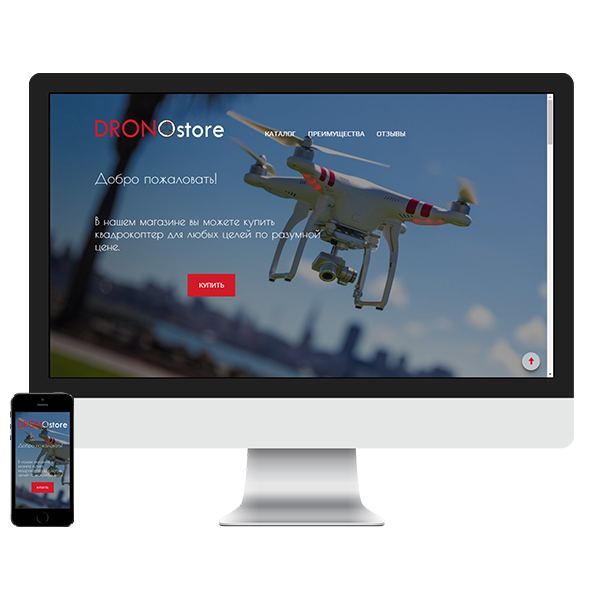 DRONOstore
КАТАЛОГ ПРЕИМУЩЕСТВА ОТЗЫВЫ
Добро пожаловать!
В нашем магазине вы можете купить
квадрокоптер для любых целей по разумной
цене.
КУПИТЬ
DRONOstore
Добро пожаловать!
КУПИТЬ